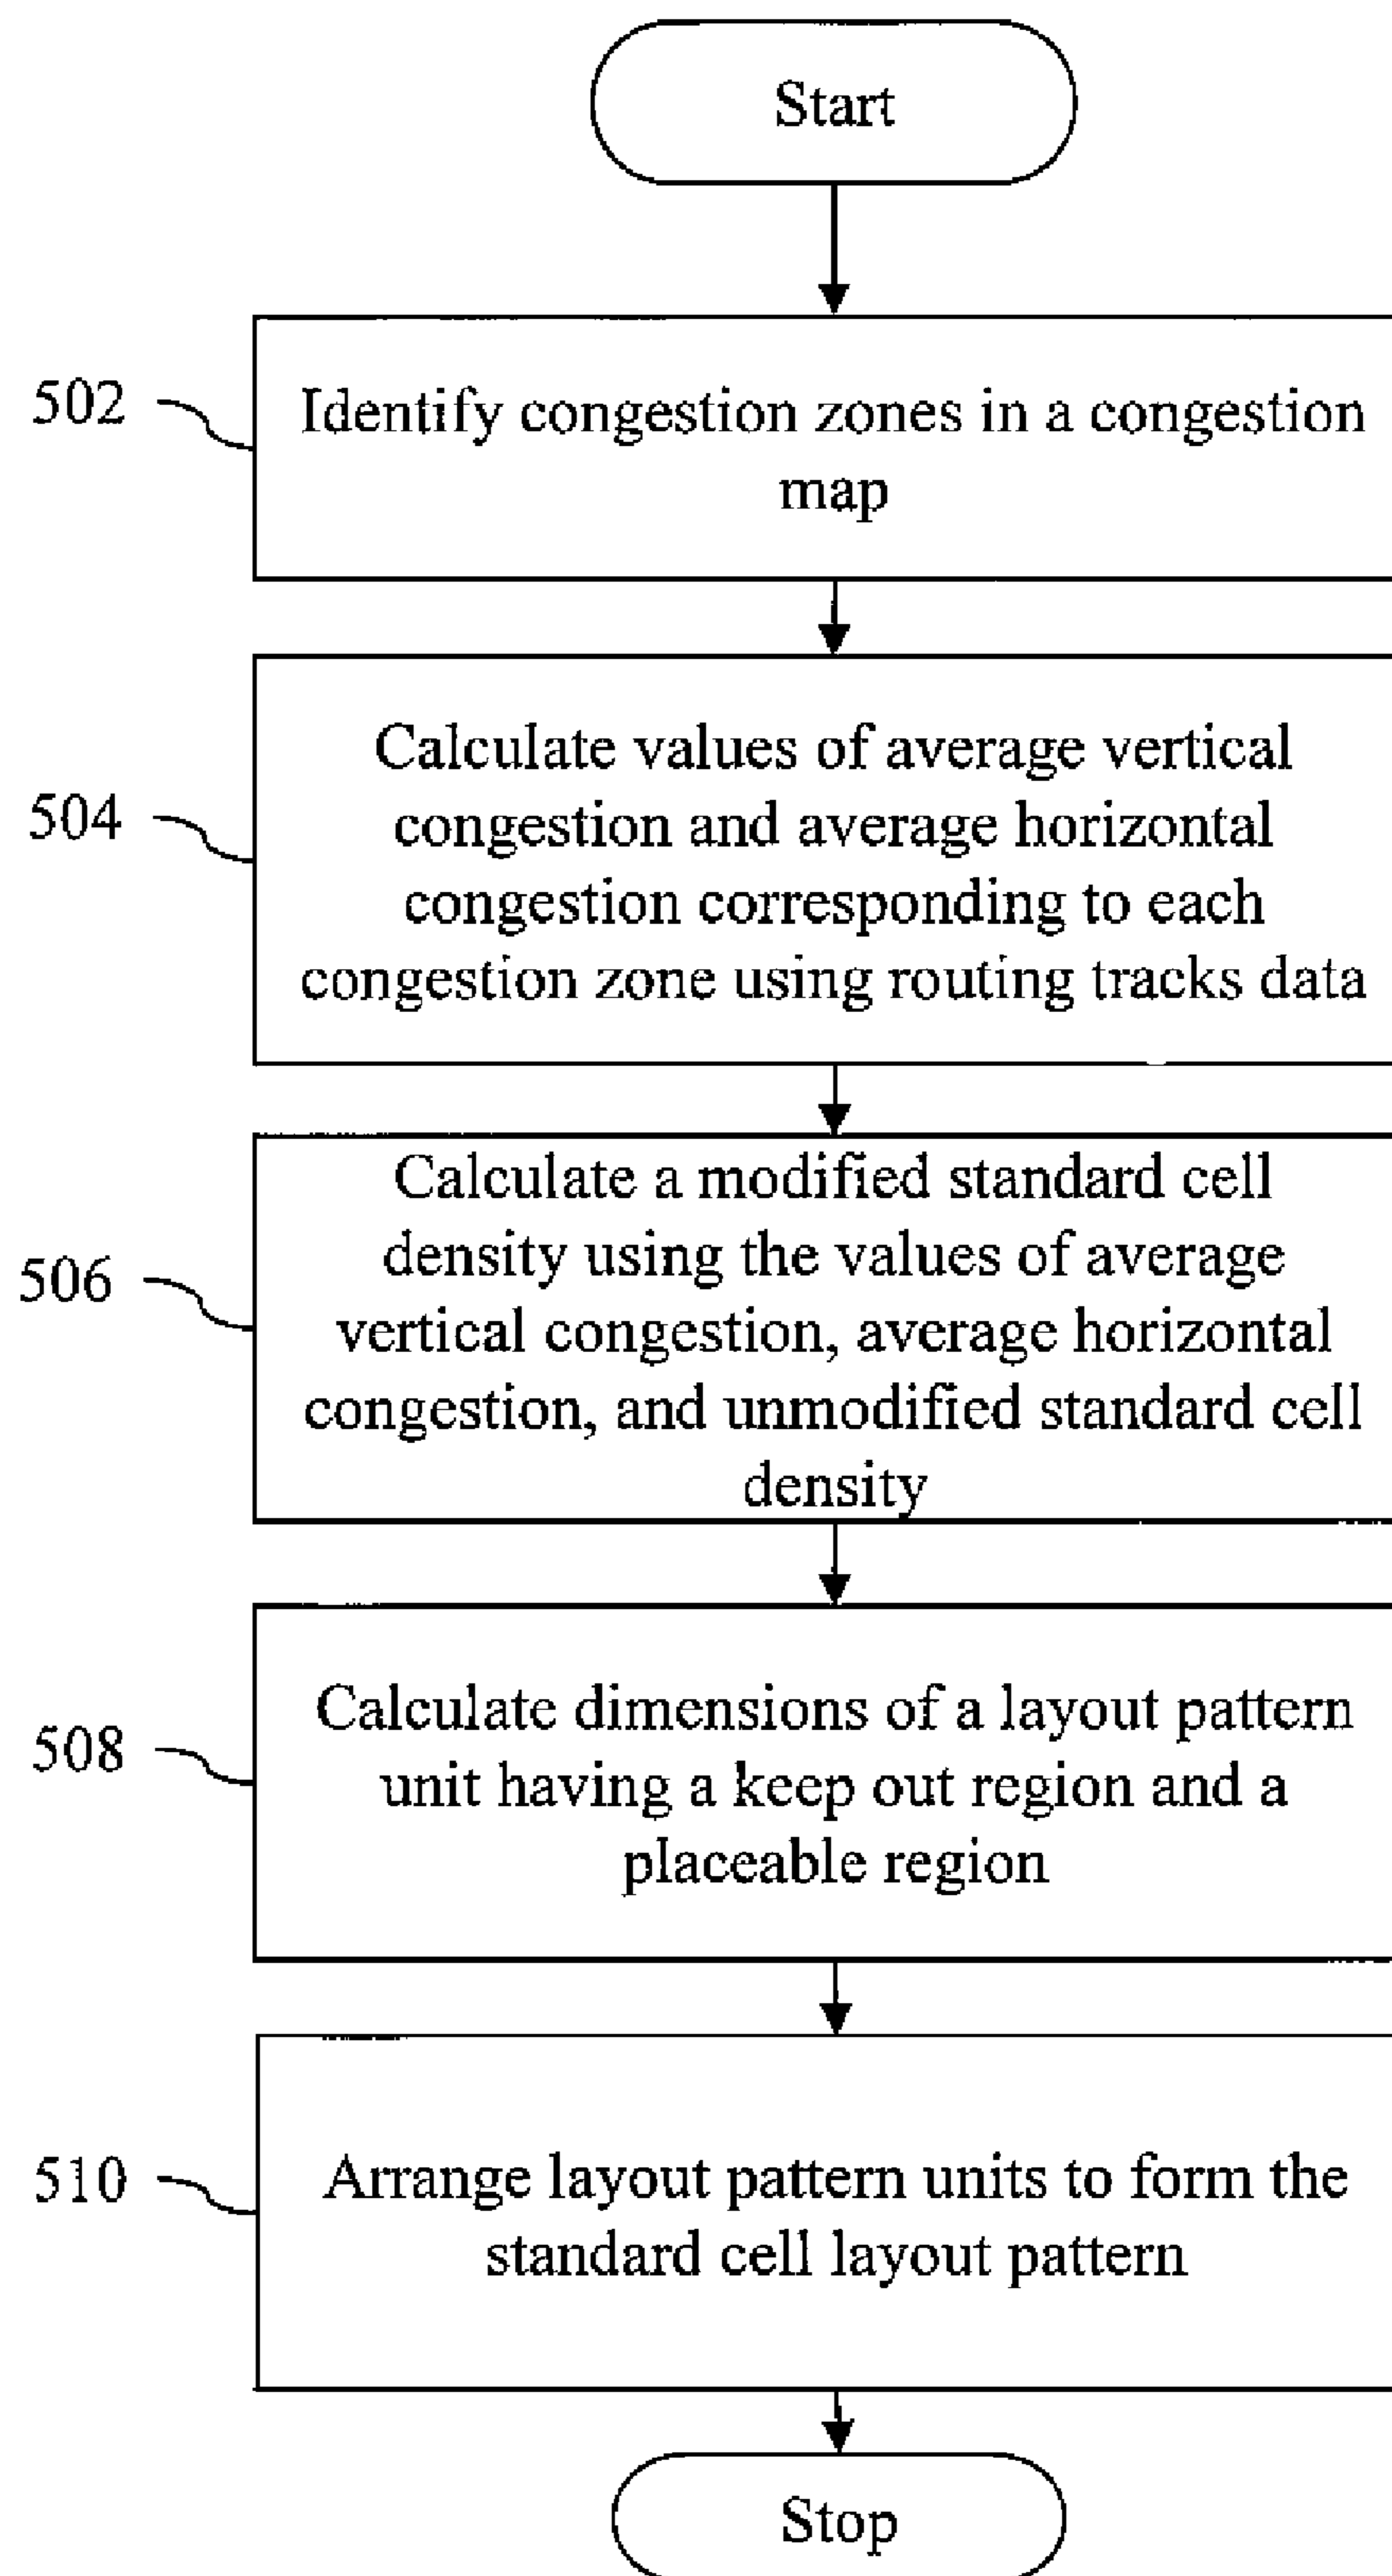 Start
502
Identify congestion zones in a congestion
map
504
Calculate values of average vertical
congestion and average horizontal
congestion corresponding to each
congestion zone using routing tracks data
506
Calculate a modified standard cell
density using the values of average
vertical congestion, average horizontal
congestion, and unmodified standard cell
density
508
Calculate dimensions of a layout pattern
unit having a keep out region and a
placeable region
510
Arrange layout pattern units to form the
standard cell layout pattern
Stop